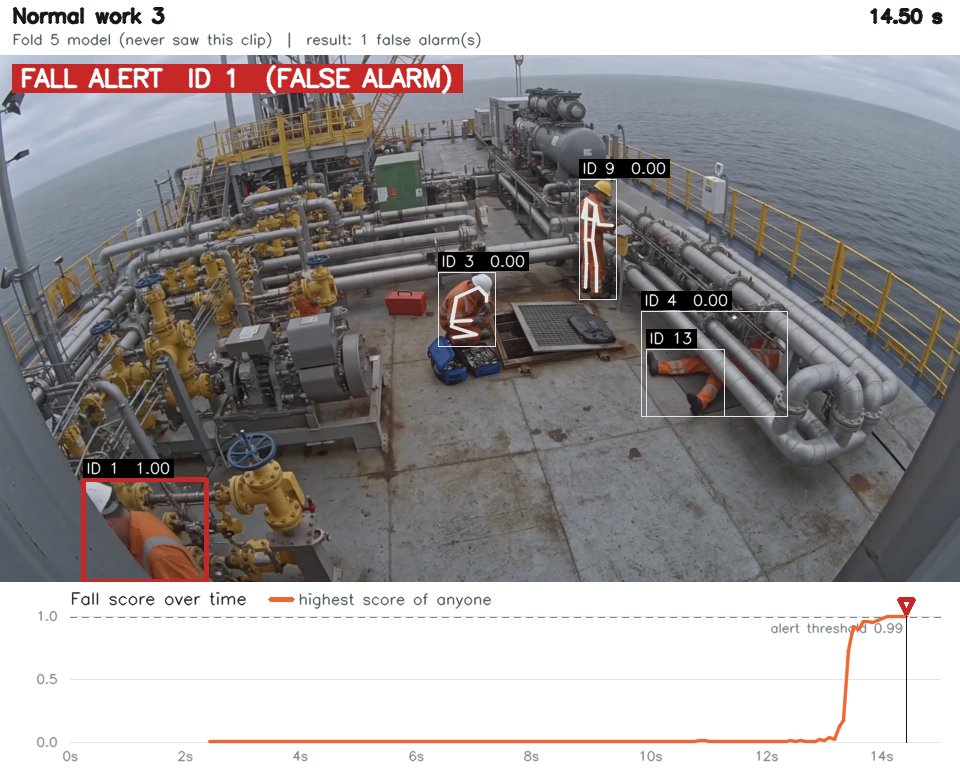 Normal work 3
14.50 s
Fold 5 model (never saw this clip) | result: 1 false alarm(s)
FALL ALERT ID 1 (FALSE ALARM)
ID 9 0.00
ID 3 0.00
ID 4 0.00
ID 13
ID 1 1.00
Fall score over time
highest score of anyone
1.0
alert threshold 0.99
0.5
0.0
0s 2s 4s 6s 8s 10s 12s 14s